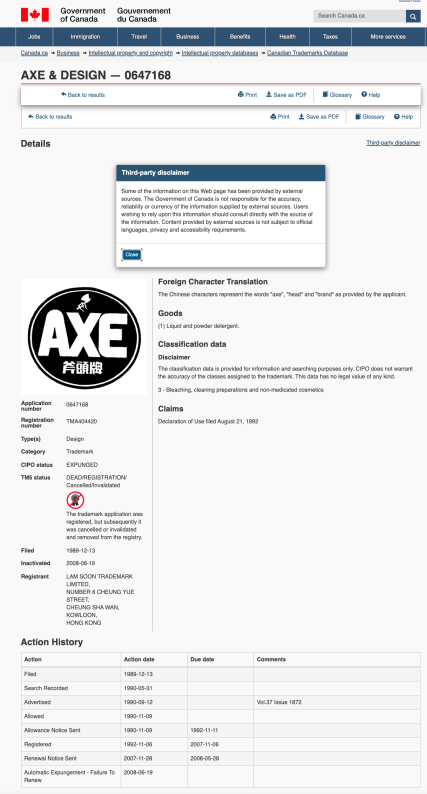 Government of Canada
Gouvernement du Canada
Search Canada.ca
Jobs Immigration Travel Business Benefits Health Taxes More services
Canada.ca → Business → Intellectual property and copyright → Intellectual property databases → Canadian Trademarks Database
AXE & DESIGN — 0647168
Back to results Print Save as PDF Glossary Help
Back to results Print Save as PDF Glossary Help
Details
Third-party disclaimer
Third-party disclaimer
Some of the information on this Web page has been provided by external
sources. The Government of Canada is not responsible for the accuracy,
reliability or currency of the information supplied by external sources. Users
wishing to rely upon this information should consult directly with the source of
the information. Content provided by external sources is not subject to official
languages, privacy and accessibility requirements.
Close
AXE
斧頭牌
Application number 0647168
Registration number TMA404420
Type(s) Design
Category Trademark
CIPO status EXPUNGED
TM5 status DEAD/REGISTRATION/
Cancelled/Invalidated
The trademark application was
registered, but subsequently it
was cancelled or invalidated
and removed from the registry.
Filed 1989-12-13
Inactivated 2008-06-19
Registrant LAM SOON TRADEMARK
LIMITED,
NUMBER 6 CHEUNG YUE
STREET,
CHEUNG SHA WAN,
KOWLOON,
HONG KONG
Foreign Character Translation
The Chinese characters represent the words "axe", "head" and "brand" as provided by the applicant.
Goods
(1) Liquid and powder detergent.
Classification data
Disclaimer
The classification data is provided for information and searching purposes only. CIPO does not warrant
the accuracy of the classes assigned to the trademark. This data has no legal value of any kind.
3 - Bleaching, cleaning preparations and non-medicated cosmetics
Claims
Declaration of Use filed August 21, 1992
Action History
Action Action date Due date Comments
Filed 1989-12-13
Search Recorded 1990-05-31
Advertised 1990-09-12 Vol.37 Issue 1872
Allowed 1990-11-09
Allowance Notice Sent 1990-11-09 1992-11-11
Registered 1992-11-06 2007-11-06
Renewal Notice Sent 2007-11-28 2008-05-28
Automatic Expungement - Failure To
Renew 2008-06-19